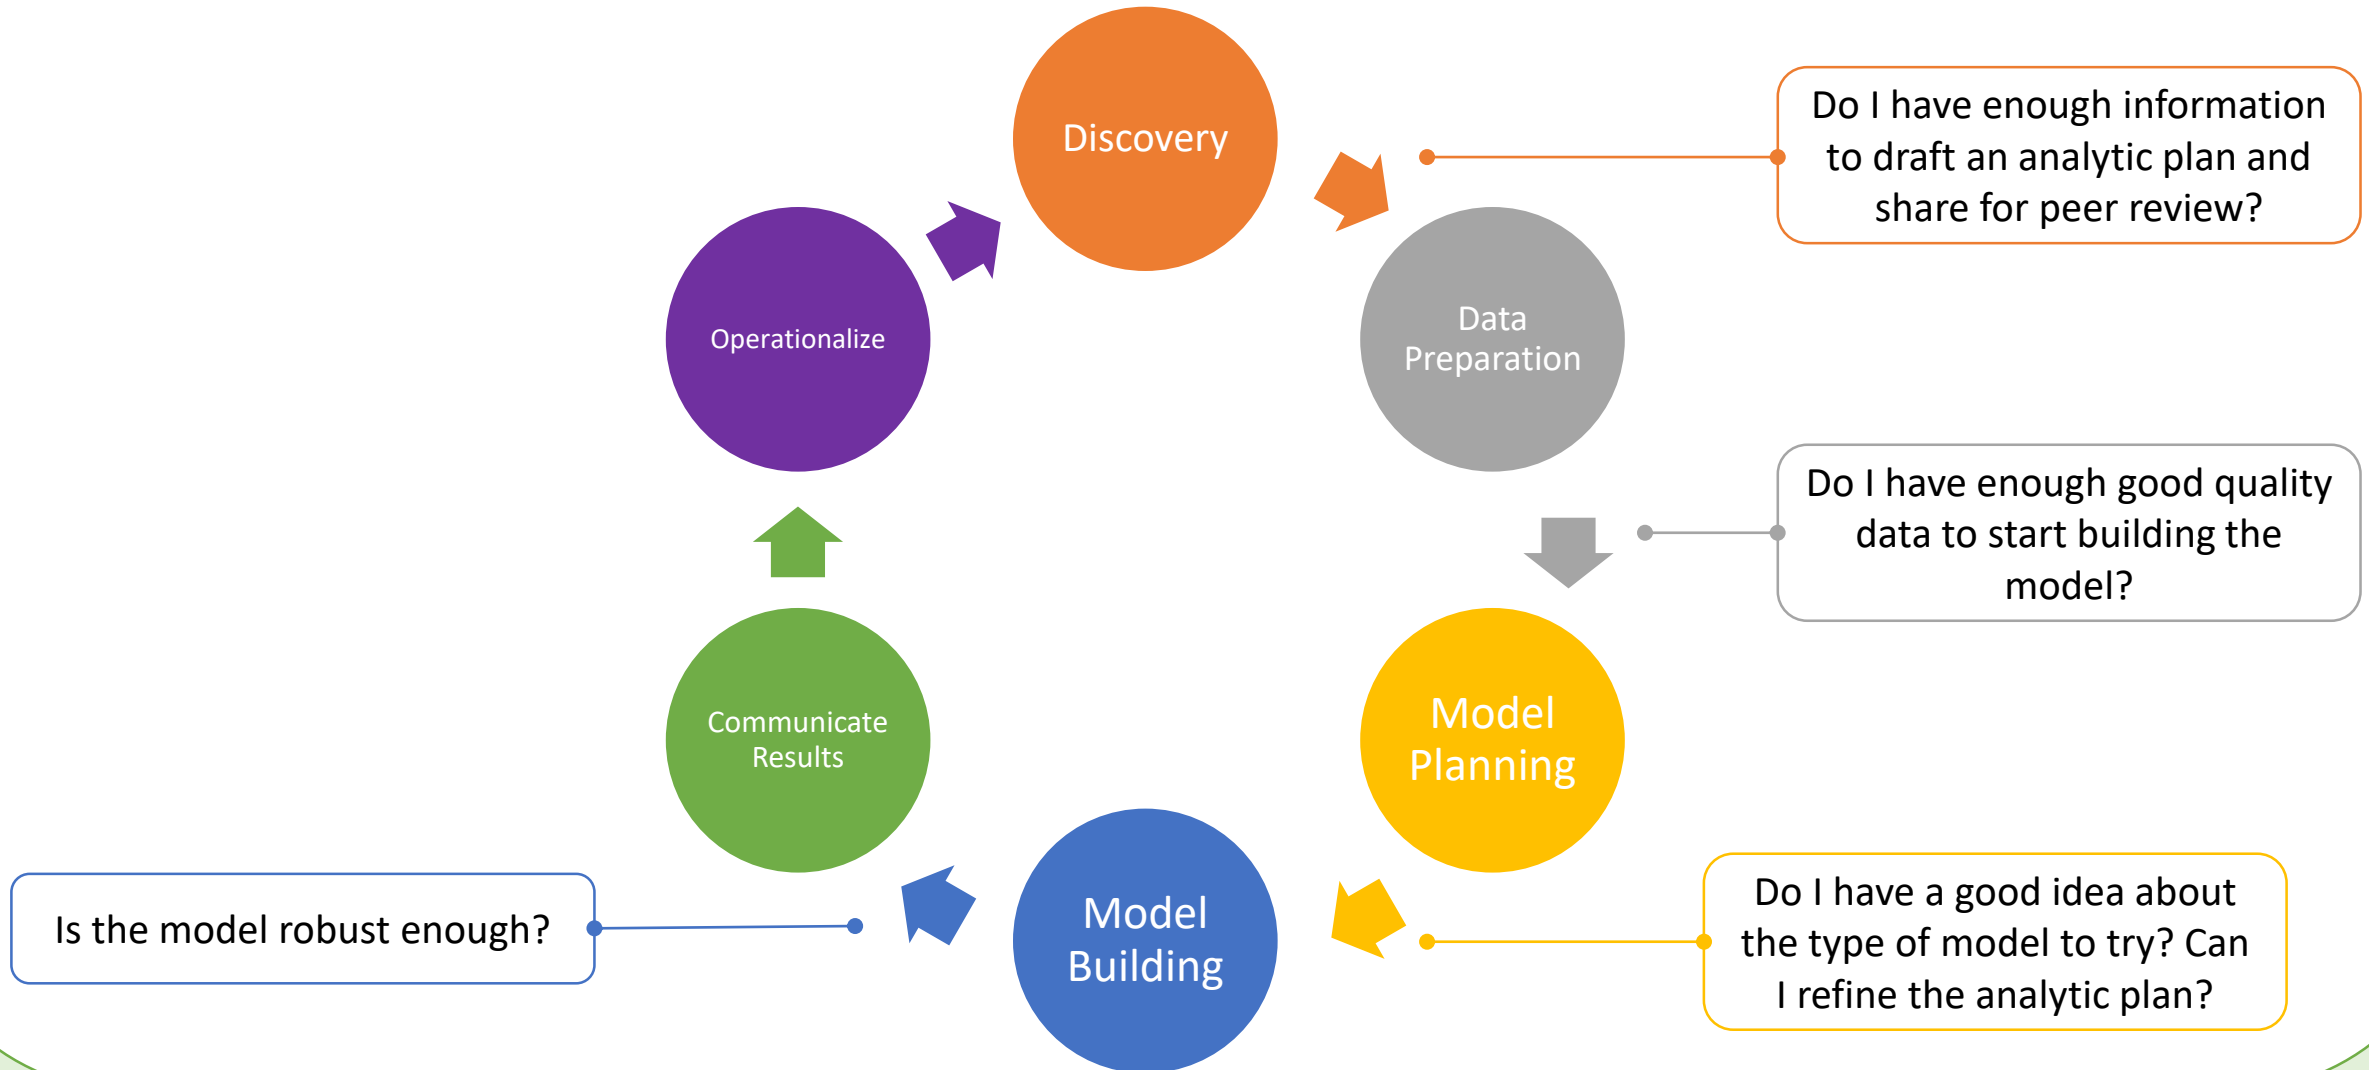 Discovery
Do I have enough information
to draft an analytic plan and
share for peer review?
Operationalize
Data
Preparation
Do I have enough good quality
data to start building the
model?
Communicate
Results
Model
Planning
Is the model robust enough?
Model
Building
Do I have a good idea about
the type of model to try? Can
I refine the analytic plan?